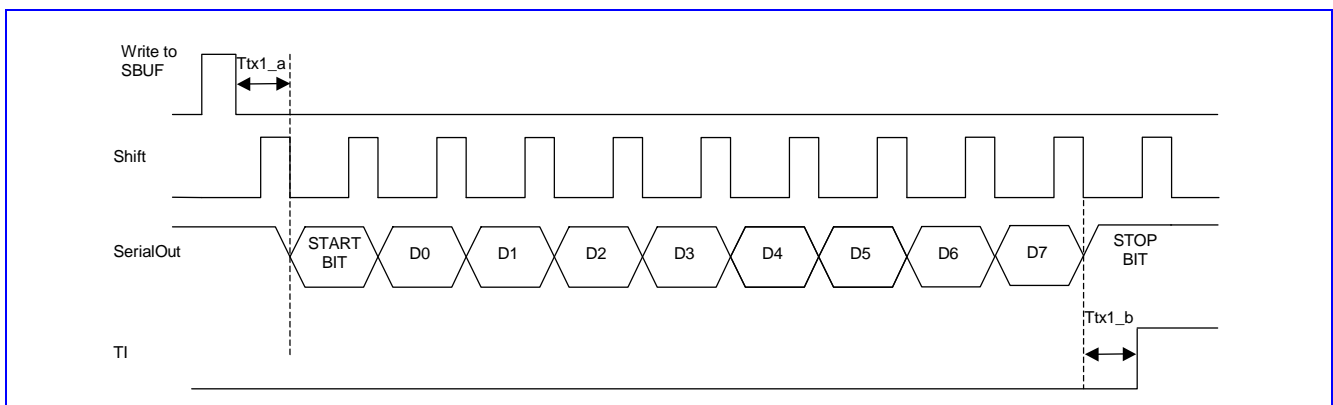 Write to
SBUF
Ttx1_a
Shift
SerialOut
START
BIT
D0
D1
D2
D3
D4
D5
D6
D7
STOP
BIT
Ttx1_b
TI